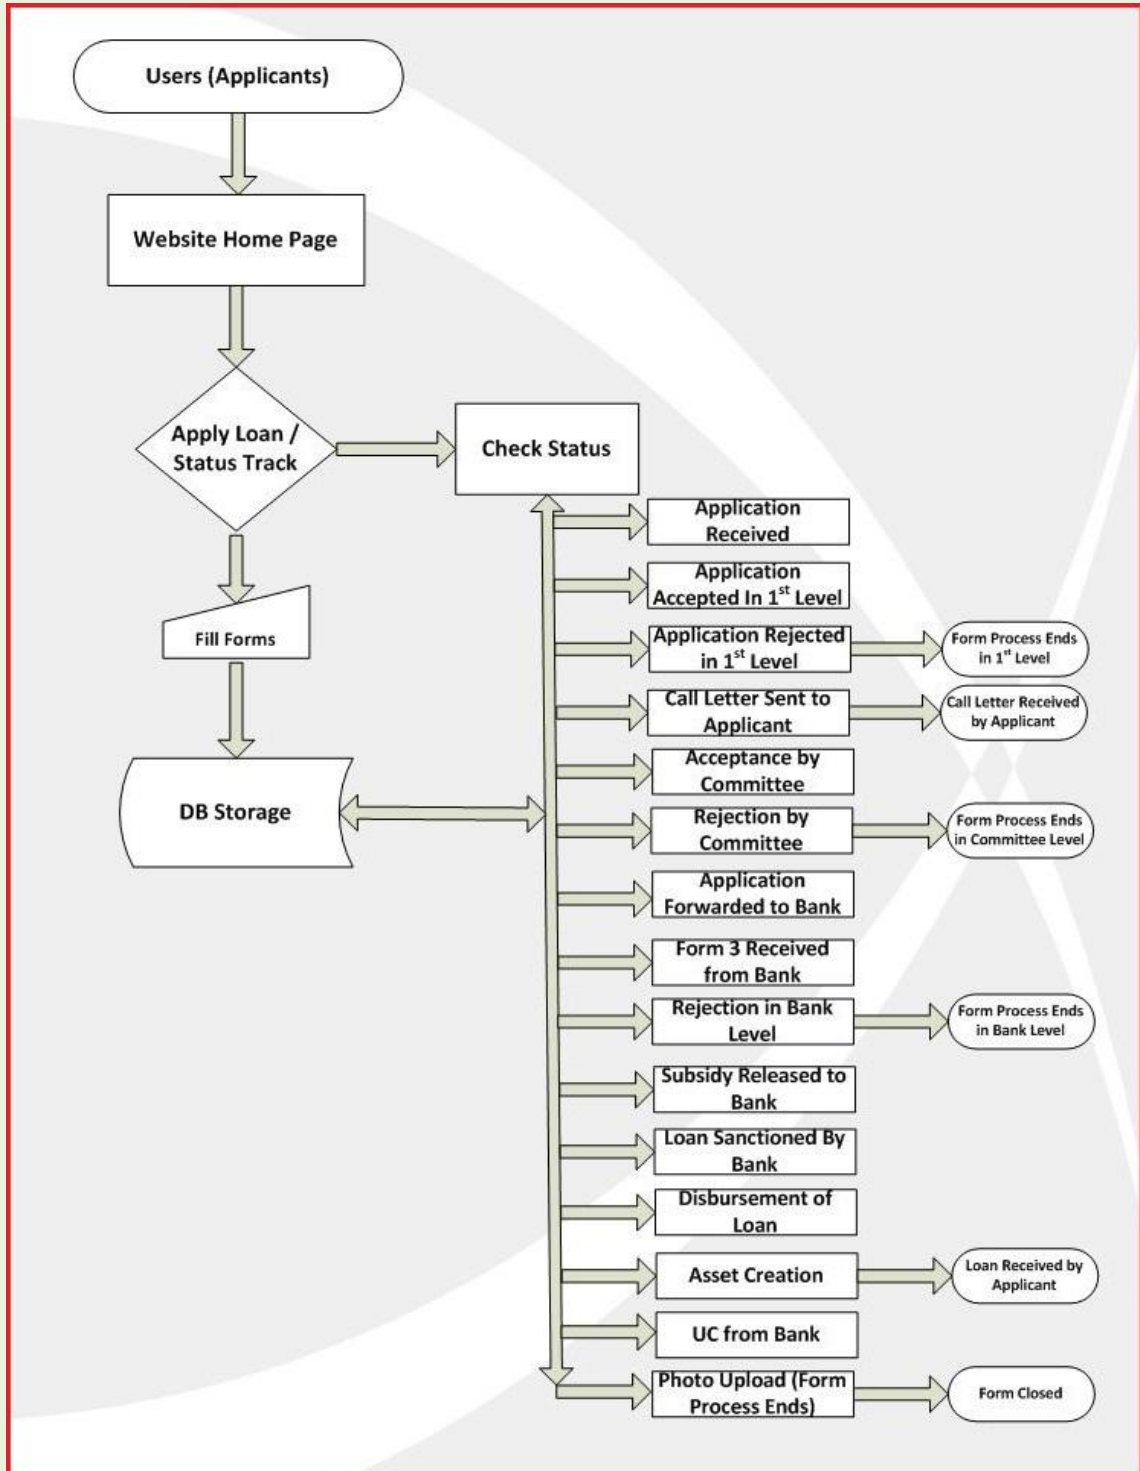 Users (Applicants)
Website Home Page
Apply Loan /
Status Track
Check Status
Fill Forms
DB Storage
Application
Received
Application
Accepted In 1st Level
Application Rejected
in 1st Level
Form Process Ends
in 1st Level
Call Letter Sent to
Applicant
Call Letter Received
by Applicant
Acceptance by
Committee
Rejection by
Committee
Form Process Ends
in Committee Level
Application
Forwarded to Bank
Form 3 Received
from Bank
Rejection in Bank
Level
Form Process Ends
in Bank Level
Subsidy Released to
Bank
Loan Sanctioned By
Bank
Disbursement of
Loan
Asset Creation
Loan Received by
Applicant
UC from Bank
Photo Upload (Form
Process Ends)
Form Closed